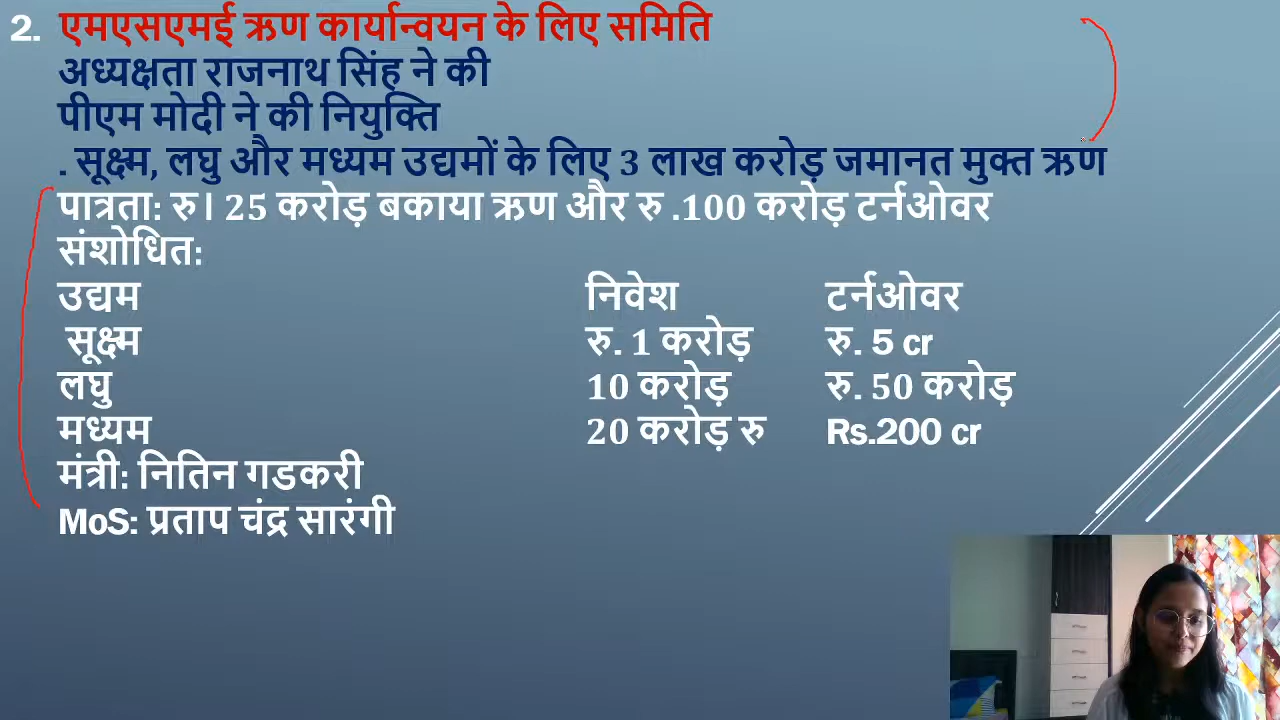 2. एमएसएमई ऋण कार्यान्वयन के लिए समिति
अध्यक्षता राजनाथ सिंह ने की
पीएम मोदी ने की नियुक्ति
. सूक्ष्म, लघु और मध्यम उद्यमों के लिए 3 लाख करोड़ जमानत मुक्त ऋण
पात्रता: रु। 25 करोड़ बकाया ऋण और रु .100 करोड़ टर्नओवर
संशोधित:
उद्यम निवेश टर्नओवर
सूक्ष्म रु. 1 करोड़ रु. 5 cr
लघु 10 करोड़ रु. 50 करोड़
मध्यम 20 करोड़ रु Rs.200 cr
मंत्री: नितिन गडकरी
MoS: प्रताप चंद्र सारंगी